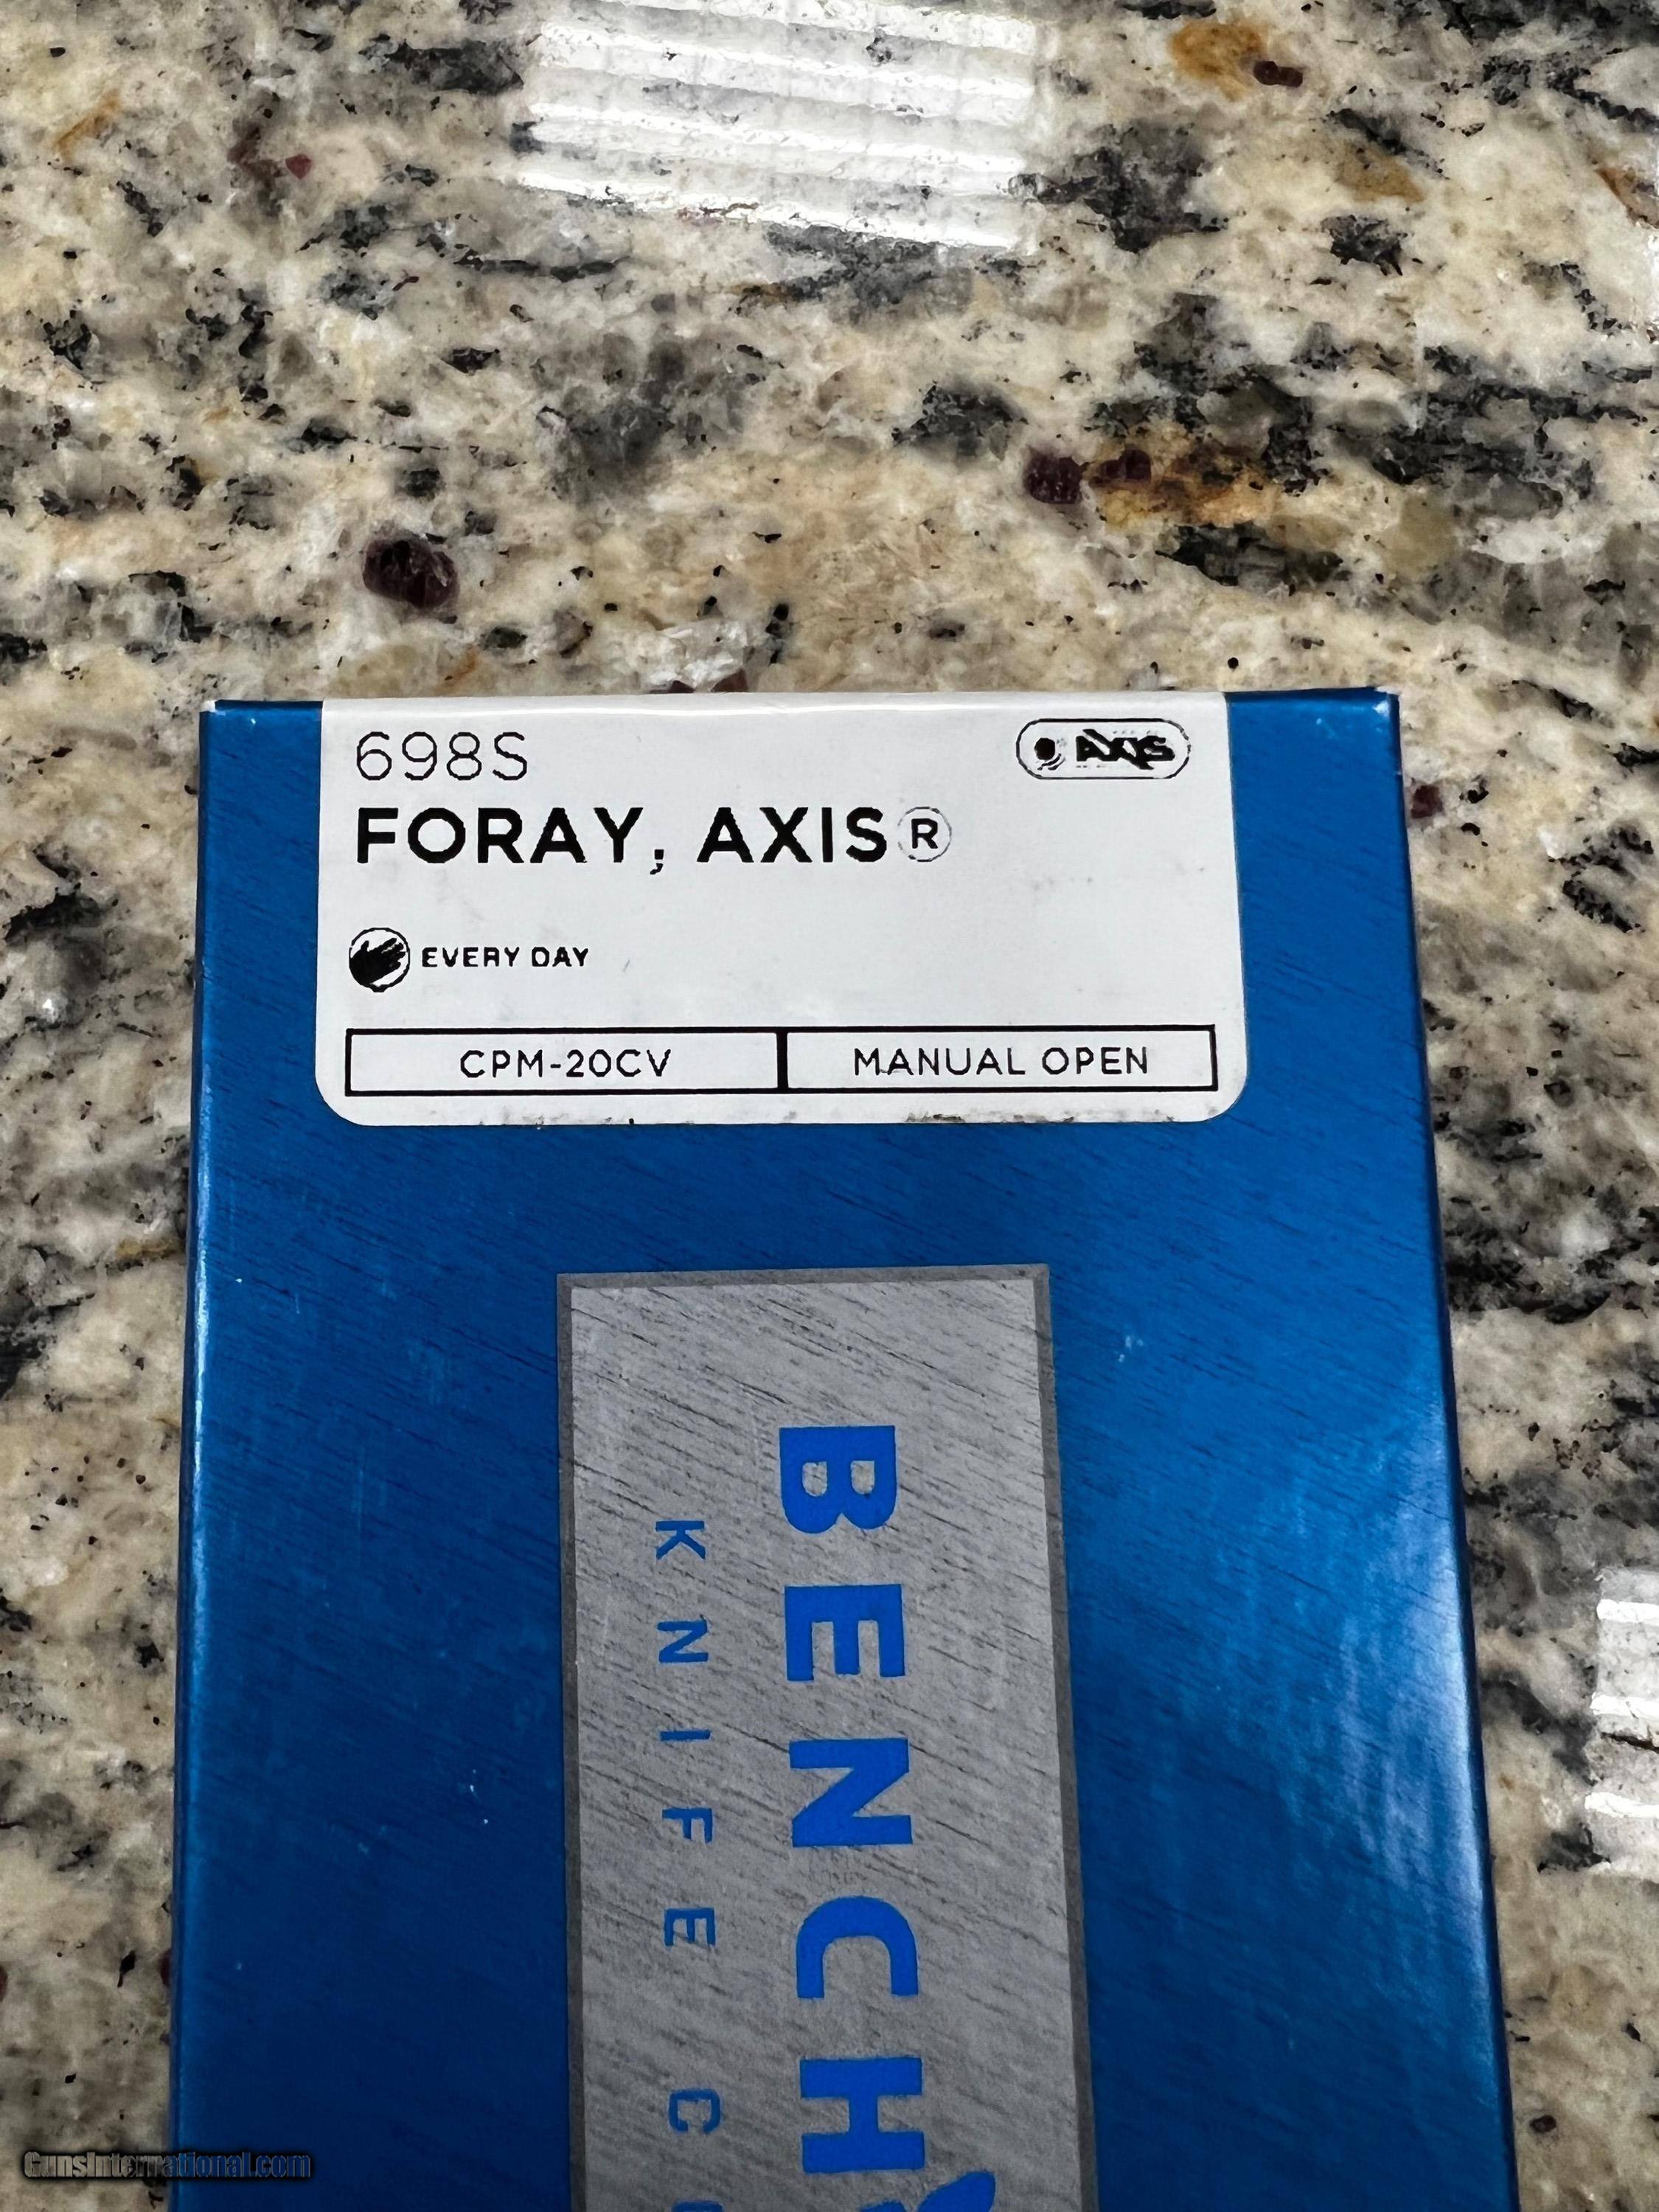 698S
AXIS
FORAY, AXIS®
EVERY DAY
CPM-20CV
MANUAL OPEN
BENCH
KNIFE C
GunsInternational.com